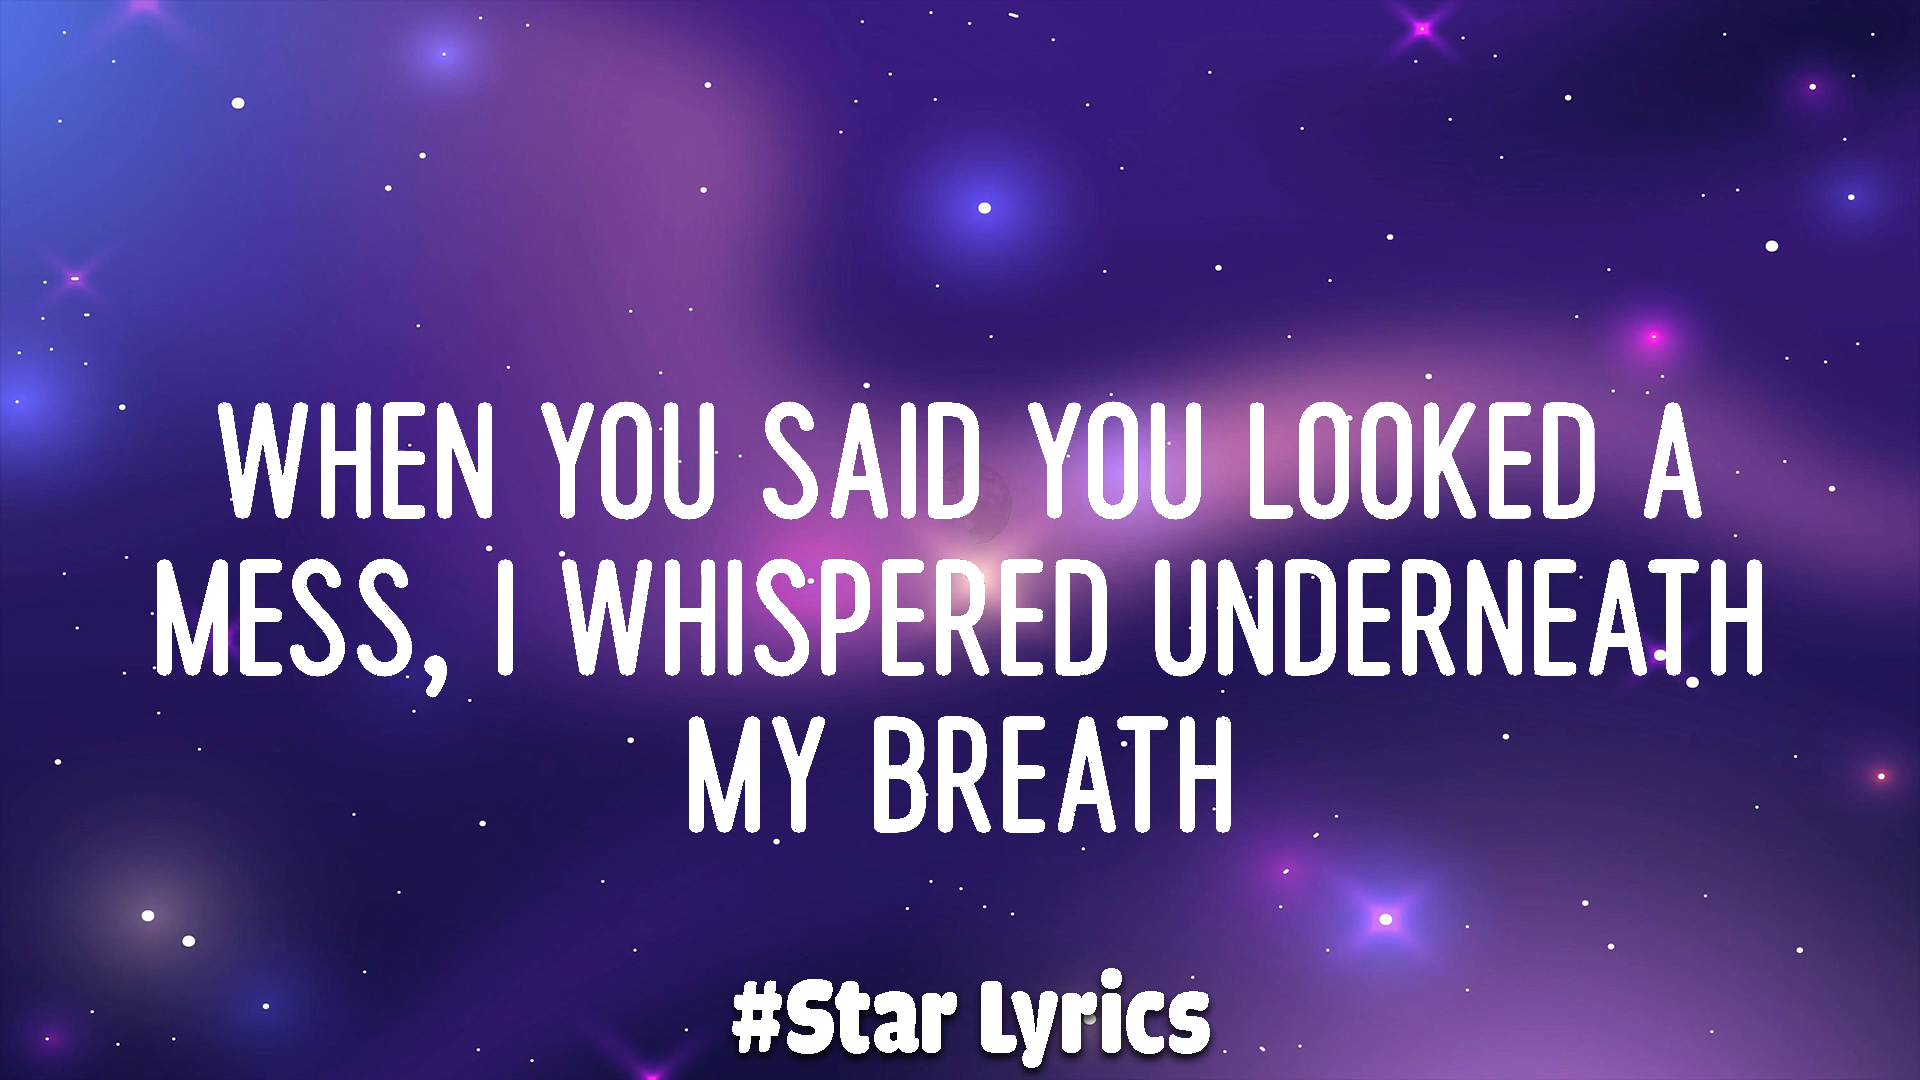 WHEN YOU SAID YOU LOOKED A
MESS, I WHISPERED UNDERNEATH
MY BREATH
#Star Lyrics